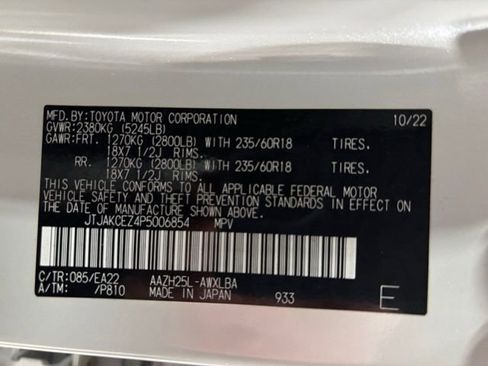 MFD.BY:TOYOTA MOTOR CORPORATION 10/22
GVWR:2380KG (5245LB)
GAWR:FRT. 1270KG (2800LB) WITH 235/60R18 TIRES.
18X7 1/2J RIMS.
RR. 1270KG (2800LB) WITH 235/60R18 TIRES.
18X7 1/2J RIMS.
THIS VEHICLE CONFORMS TO ALL APPLICABLE FEDERAL MOTOR
VEHICLE SAFETY AND THEFT PREVENTION STANDARDS IN EFFECT ON
THE DATE OF MANUFACTURE SHOWN ABOVE.
JTJAKCEZ4P5006854 MPV
C/TR:085/EA22 AAZH25L-AWXLBA
A/TM: /P810 MADE IN JAPAN 933
E